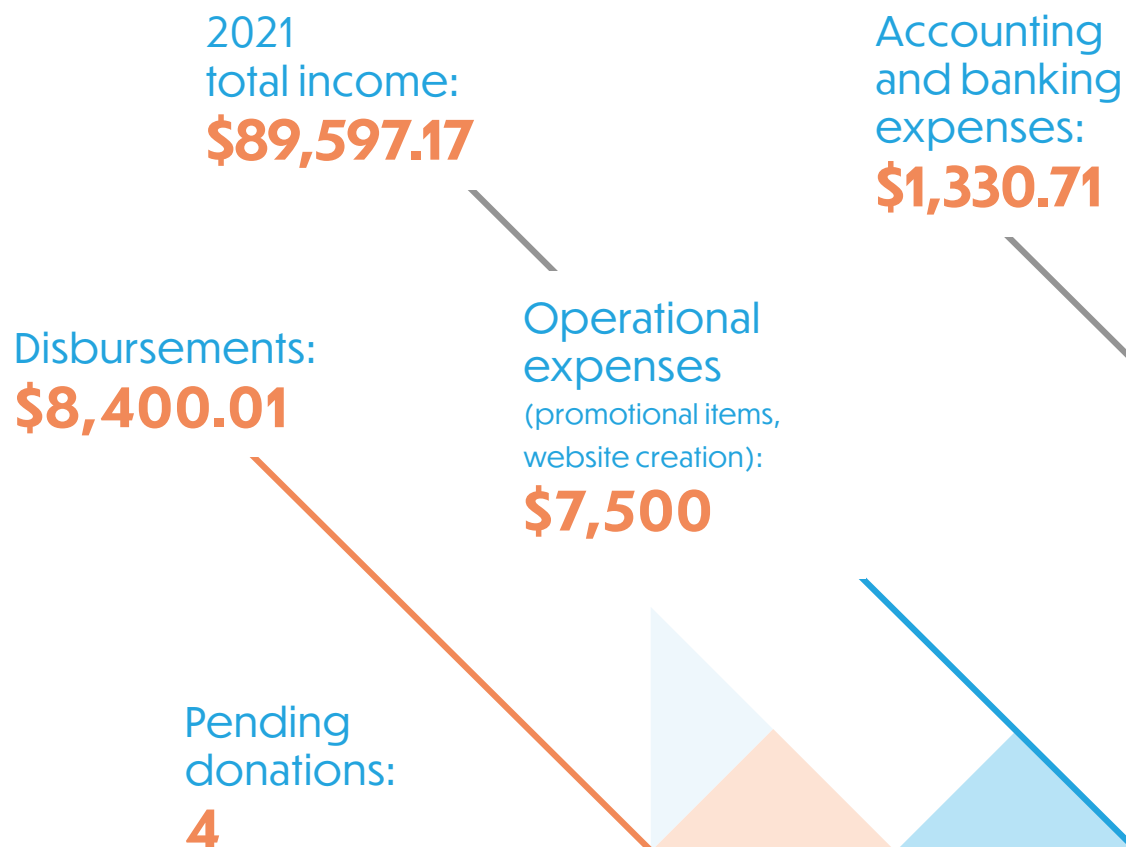 2021
total income:
$89,597.17
Accounting
and banking
expenses:
$1,330.71
Disbursements:
$8,400.01
Operational
expenses
(promotional items,
website creation):
$7,500
Pending
donations:
4